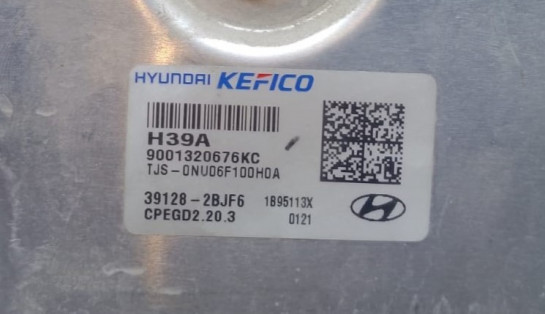 HYUNDAI KEFICO
H39A
9001320676KC
TJS-0NU06F100H0A
39128-2BJF6 1B95113X
CPEGD2.20.3 0121